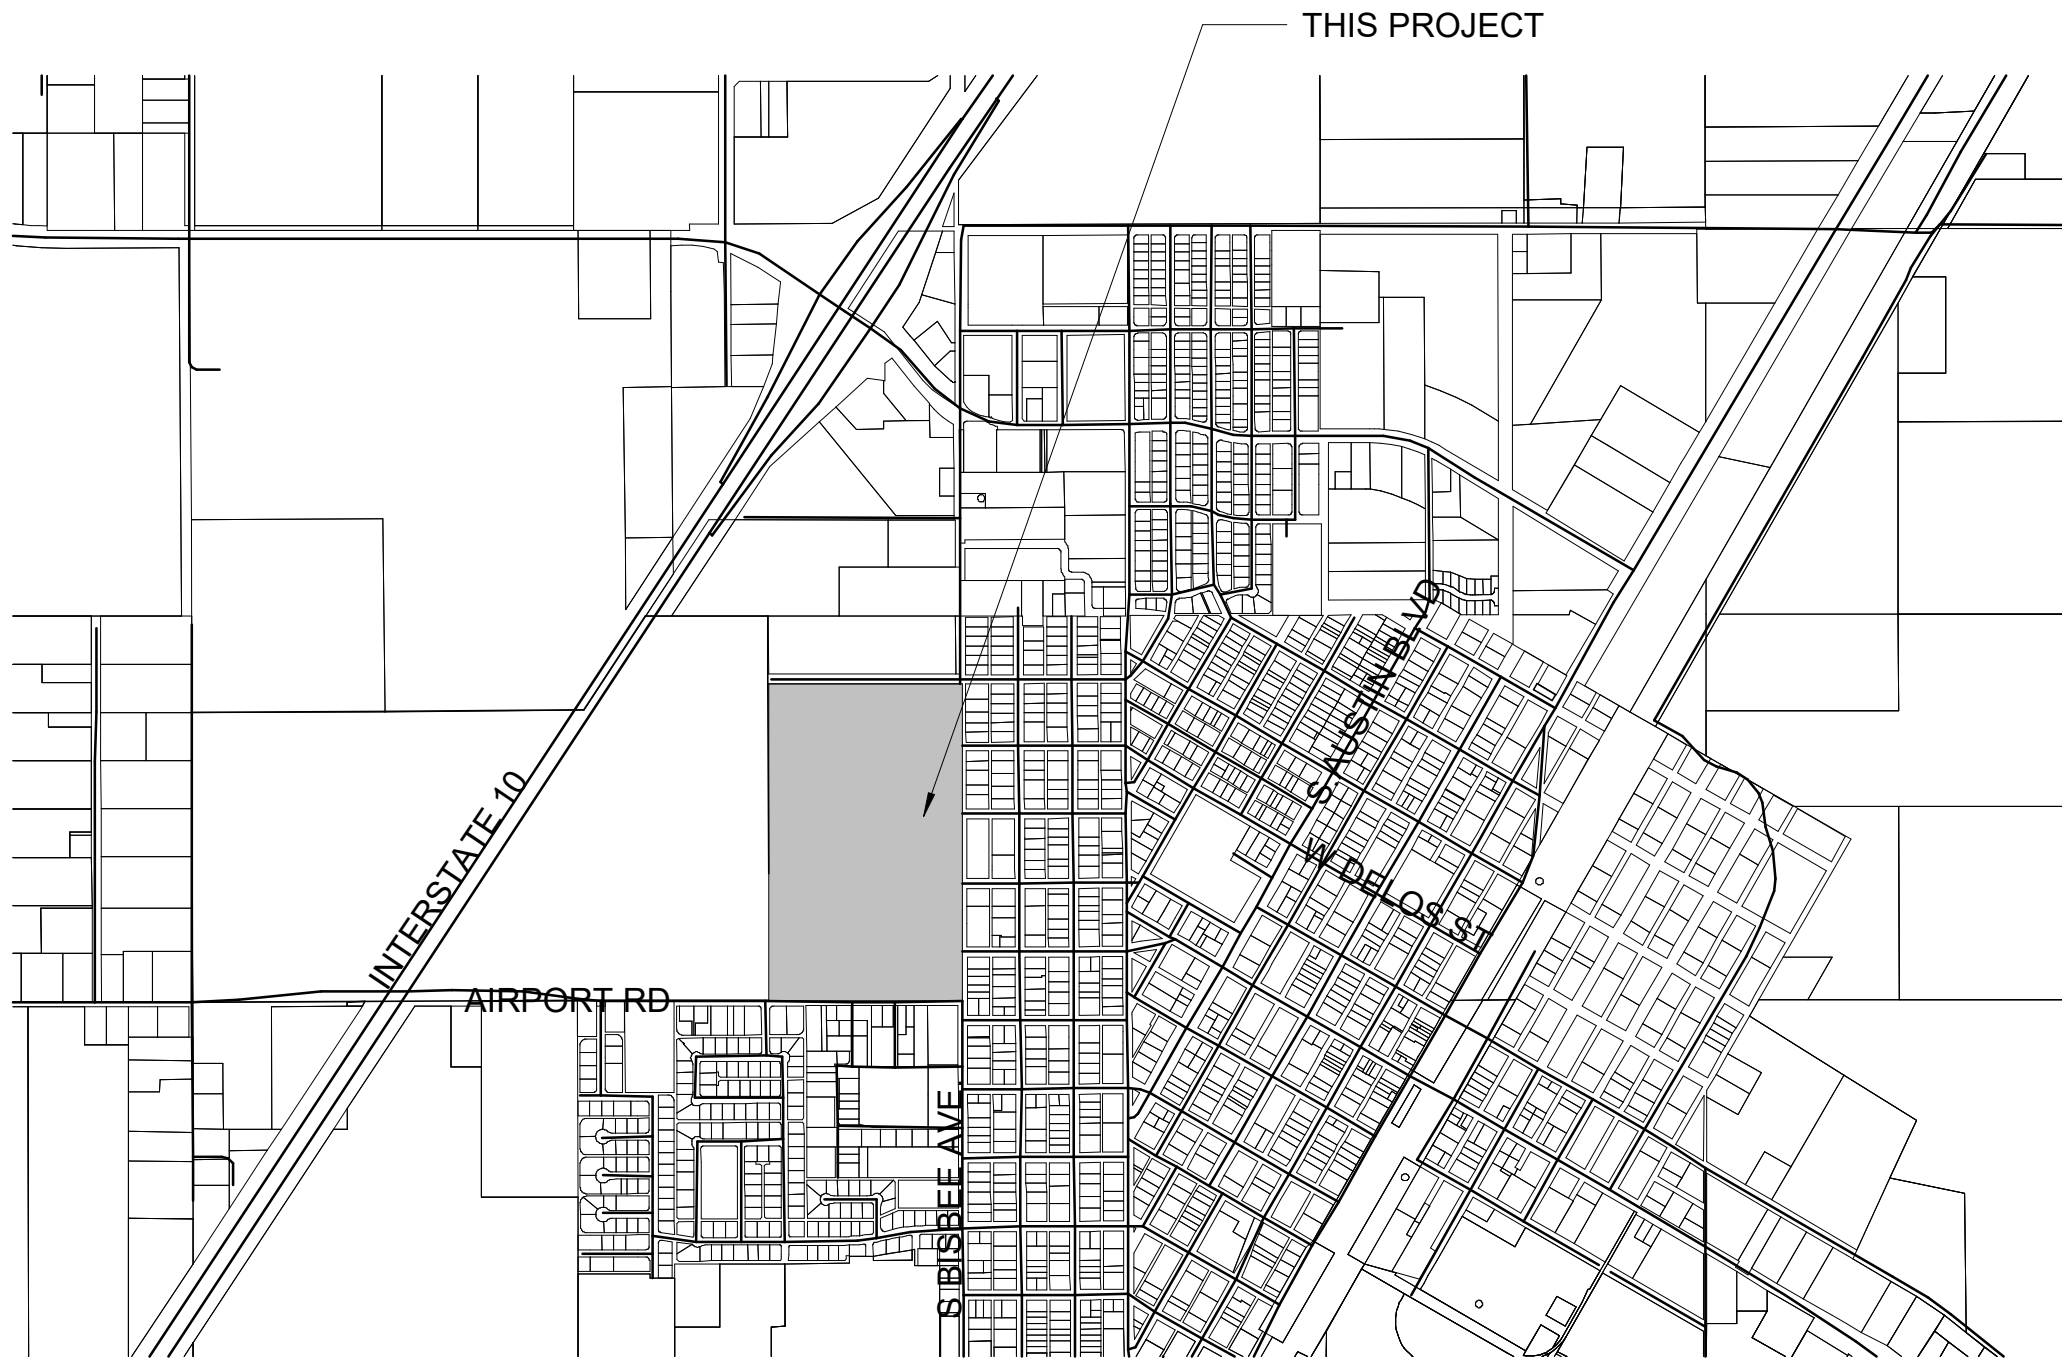 THIS PROJECT
S. AUSTIN BLVD
INTERSTATE 10
W DELOS ST
AIRPORT RD
S BISBEE AVE.